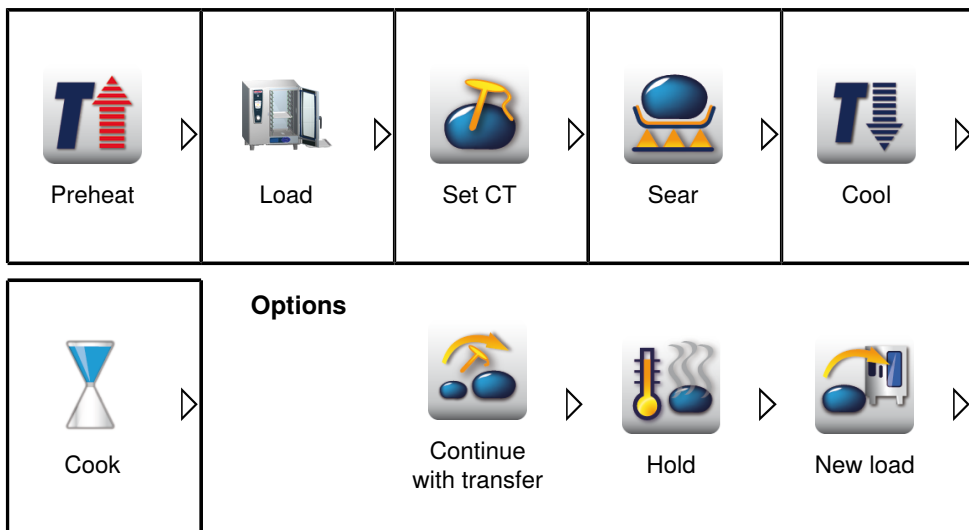 Preheat
Load
Set CT
Sear
Cool
Options
Cook
Continue
with transfer
Hold
New load